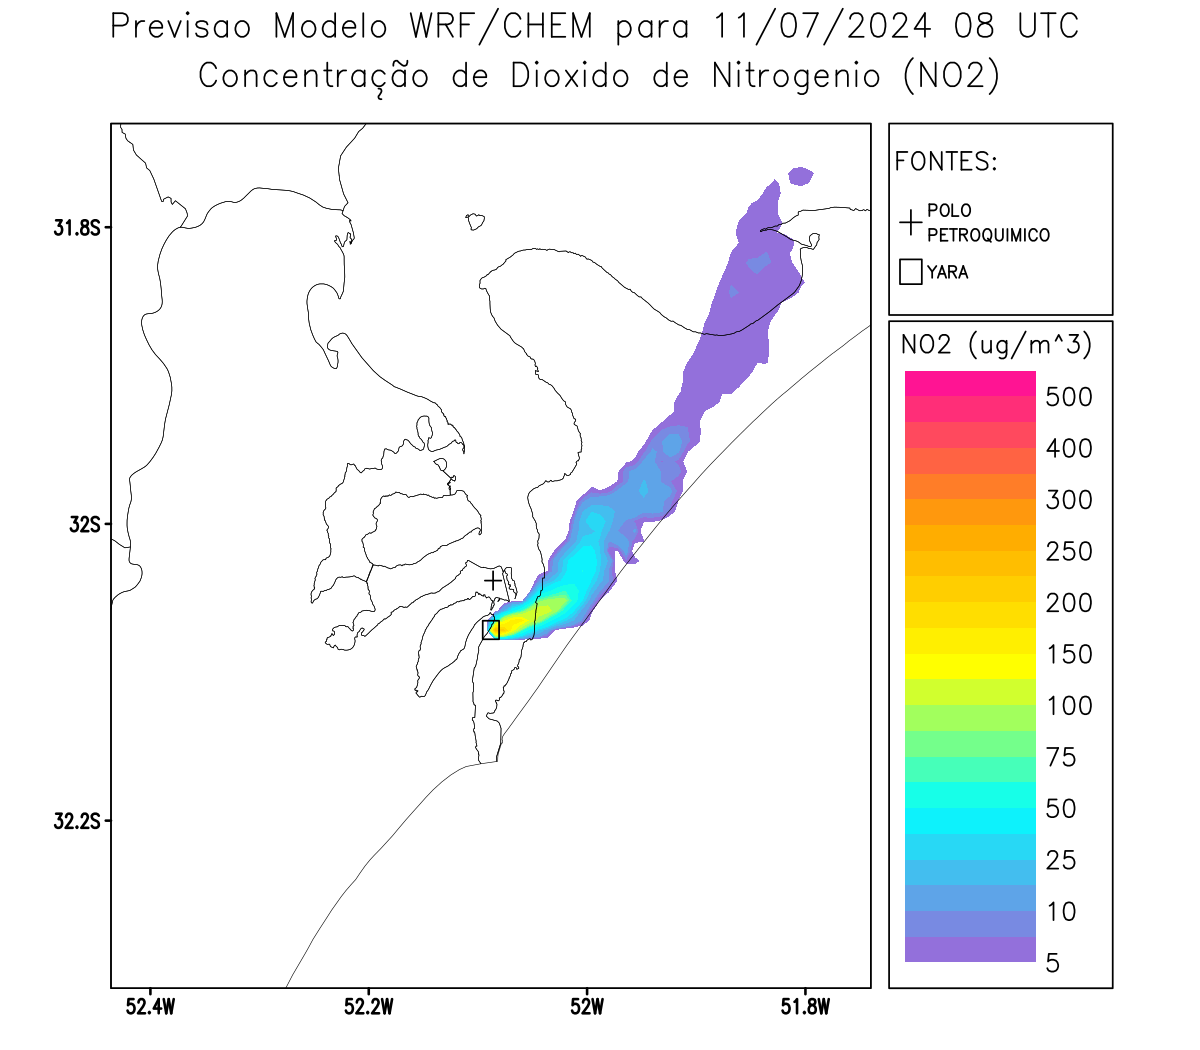 Previsao Modelo WRF/CHEM para 11/07/2024 08 UTC
Concentração de Dioxido de Nitrogenio (NO2)
FONTES:
POLO
PETROQUIMICO
YARA
NO2 (ug/m^3)
500
400
300
250
200
150
100
75
50
25
10
5
31.8S
32S
32.2S
52.4W
52.2W
52W
51.8W